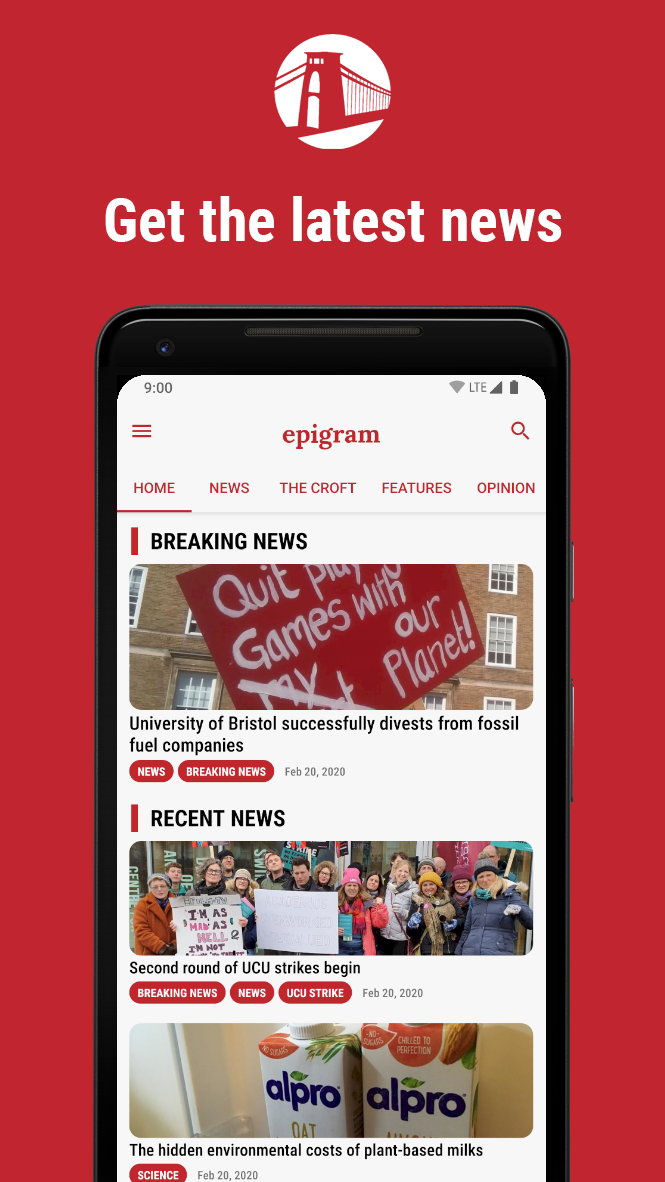 Get the latest news
9:00
LTE
epigram
HOME NEWS THE CROFT FEATURES OPINION
BREAKING NEWS
Quit play
Games with
our
my Planet!
University of Bristol successfully divests from fossil
fuel companies
NEWS BREAKING NEWS Feb 20, 2020
RECENT NEWS
I'M AS
MAD AS
HELL
I'M NOT
Second round of UCU strikes begin
BREAKING NEWS NEWS UCU STRIKE Feb 20, 2020
NO SUGARS
NO SUGARS
CHILLED TO
PERFECTION
alpro
alpro
OAT
The hidden environmental costs of plant-based milks
SCIENCE Feb 20, 2020